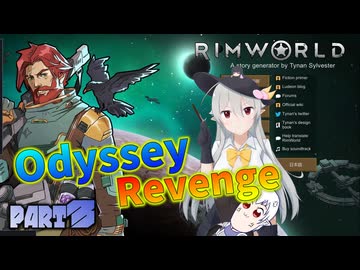 RIMWORLD
A story generator by Tynan Sylvester
Fiction primer
Ludeon blog
Forums
Official wiki
Tynan's twitter
Tynan's design
book
Help translate
RimWorld
Buy soundtrack
日本語
Odyssey
Revenge
PART3